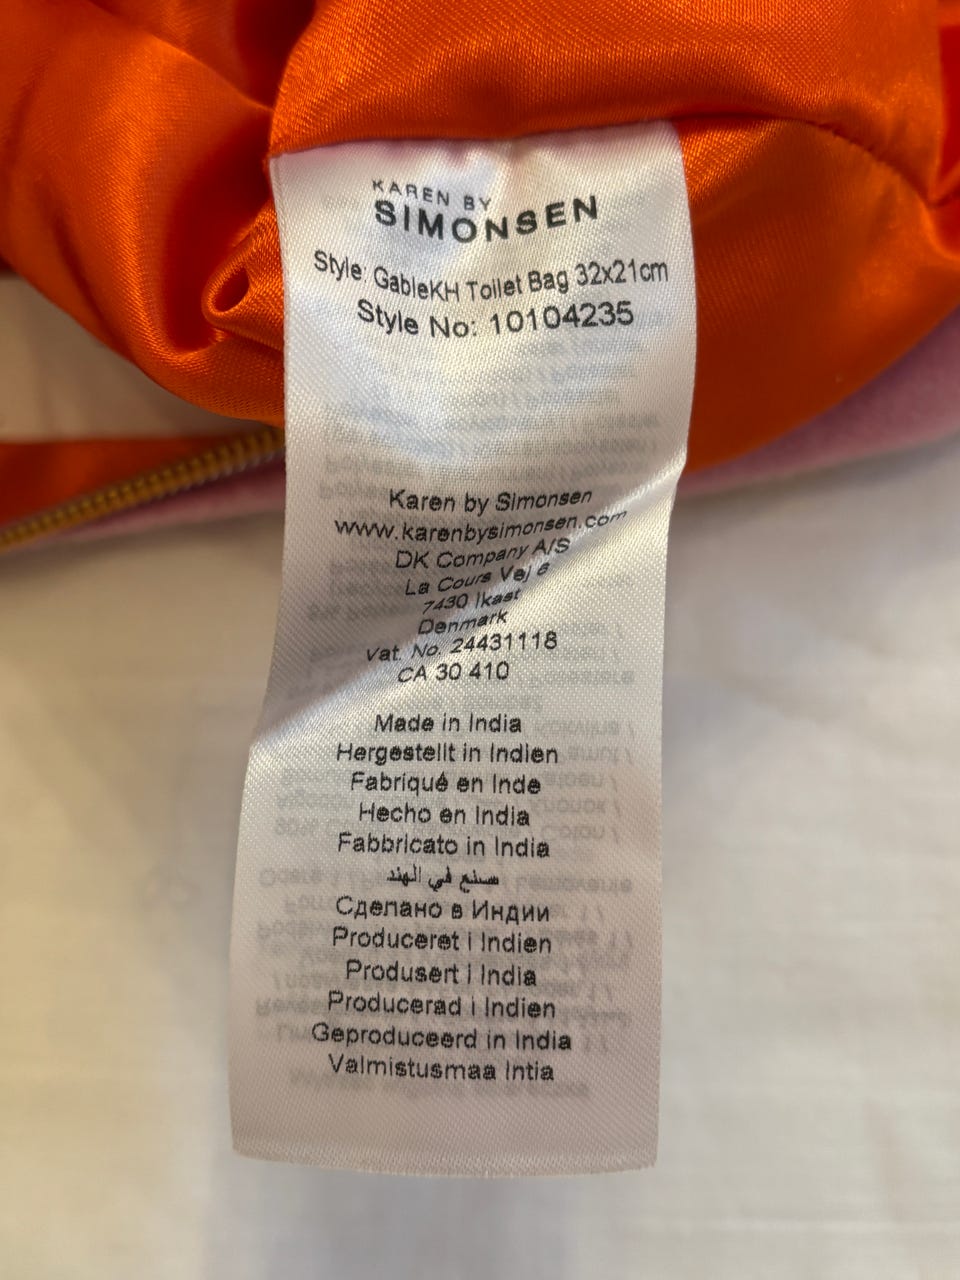 KAREN BY
SIMONSEN
Style: GableKH Toilet Bag 32x21cm
Style No: 10104235
Karen by Simonsen
www.karenbysimonsen.com
DK Company A/S
La Cours Vej 6
7430 Ikast
Denmark
Vat. No. 24431118
CA 30 410
Made in India
Hergestellt in Indien
Fabriqué en Inde
Hecho en India
Fabbricato in India
صنع في الهند
Сделано в Индии
Produceret i Indien
Produsert i India
Producerad i Indien
Geproduceerd in India
Valmistusmaa Intia